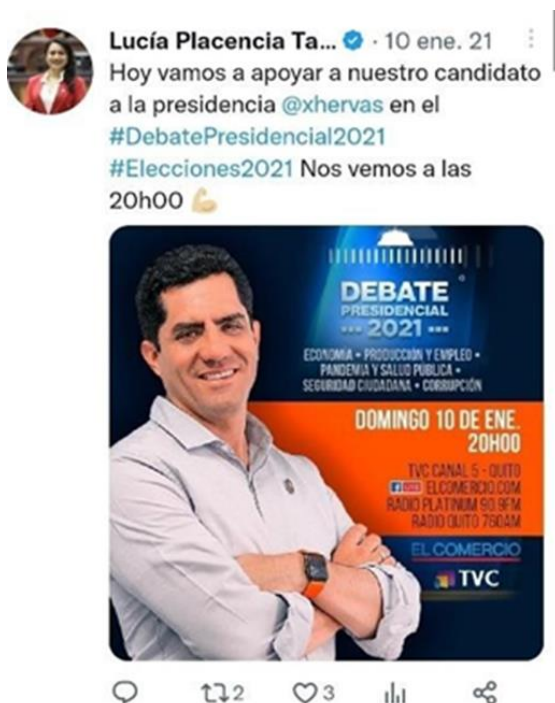 Lucía Placencia Ta... · 10 ene. 21
Hoy vamos a apoyar a nuestro candidato
a la presidencia @xhervas en el
#DebatePresidencial2021
#Elecciones2021 Nos vemos a las
20h00 💪🏼
DEBATE
PRESIDENCIAL
2021
ECONOMÍA • PRODUCCIÓN Y EMPLEO •
PANDEMIA Y SALUD PÚBLICA •
SEGURIDAD CIUDADANA • CORRUPCIÓN
DOMINGO 10 DE ENE.
20H00
TVC CANAL 5 - QUITO
LIVE ELCOMERCIO.COM
RADIO PLATINUM 90.9FM
RADIO QUITO 760AM
EL COMERCIO
TVC
2 3